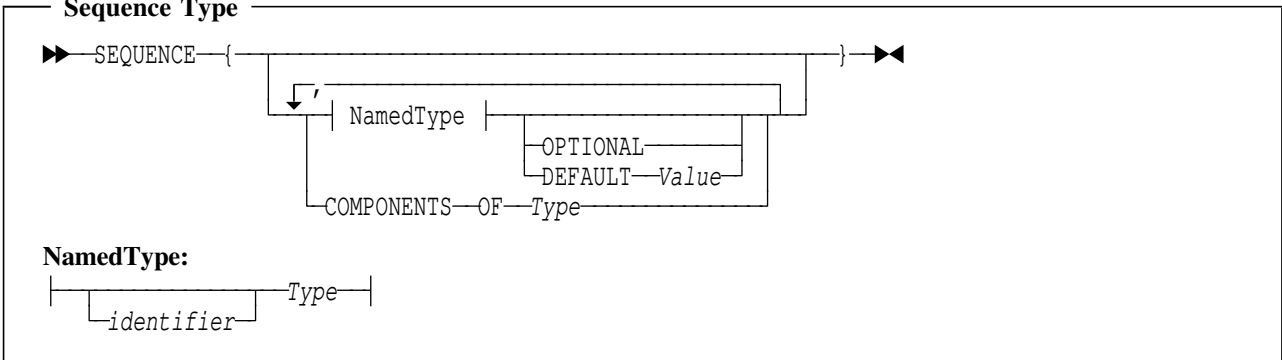 Sequence Type
SEQUENCE { }
,
NamedType
OPTIONAL
DEFAULT Value
COMPONENTS OF Type
NamedType:
Type
identifier